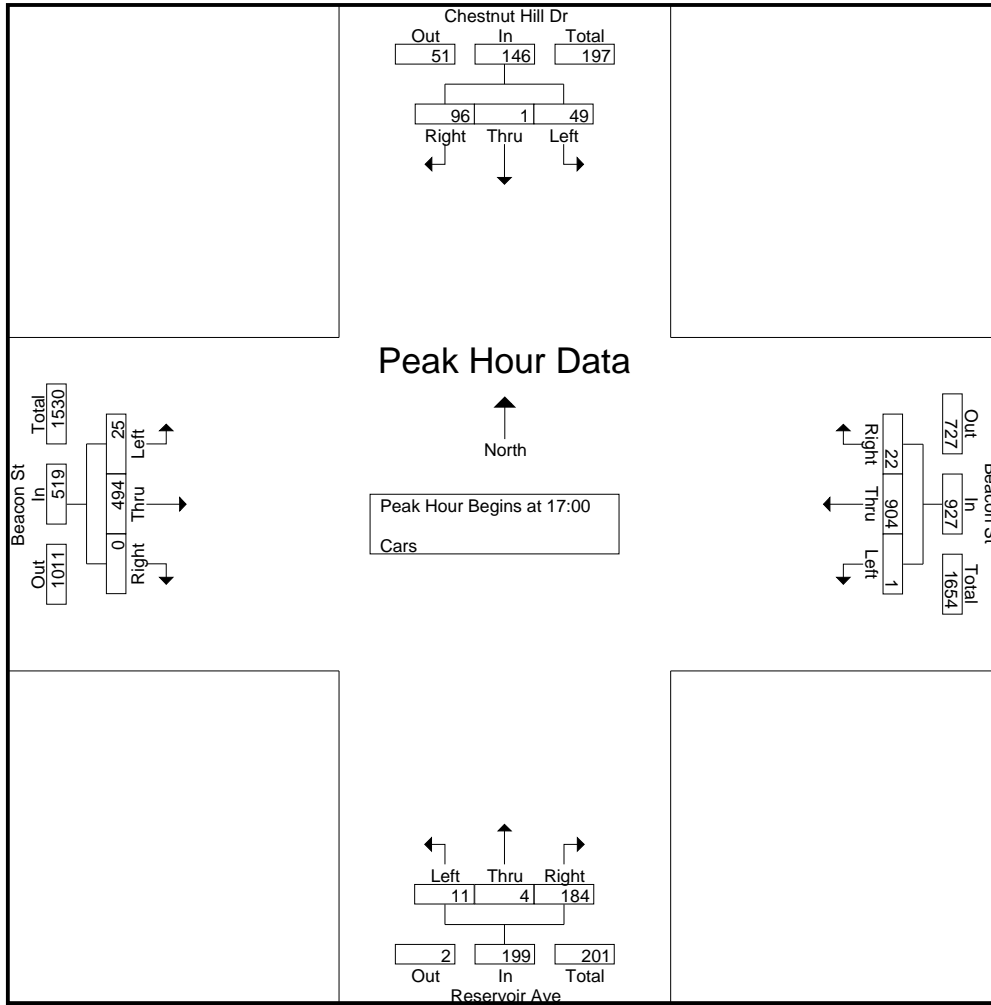 Chestnut Hill Dr
Out In Total
51 146 197
96 1 49
Right Thru Left
Peak Hour Data
North
Peak Hour Begins at 17:00
Cars
Beacon St
Total In Out
1530 519 1011
25 494 0
Left Thru Right
Right Thru Left
22 904 1
Out In Total
727 927 1654
Beacon St
Left Thru Right
11 4 184
2 199 201
Out In Total
Reservoir Ave